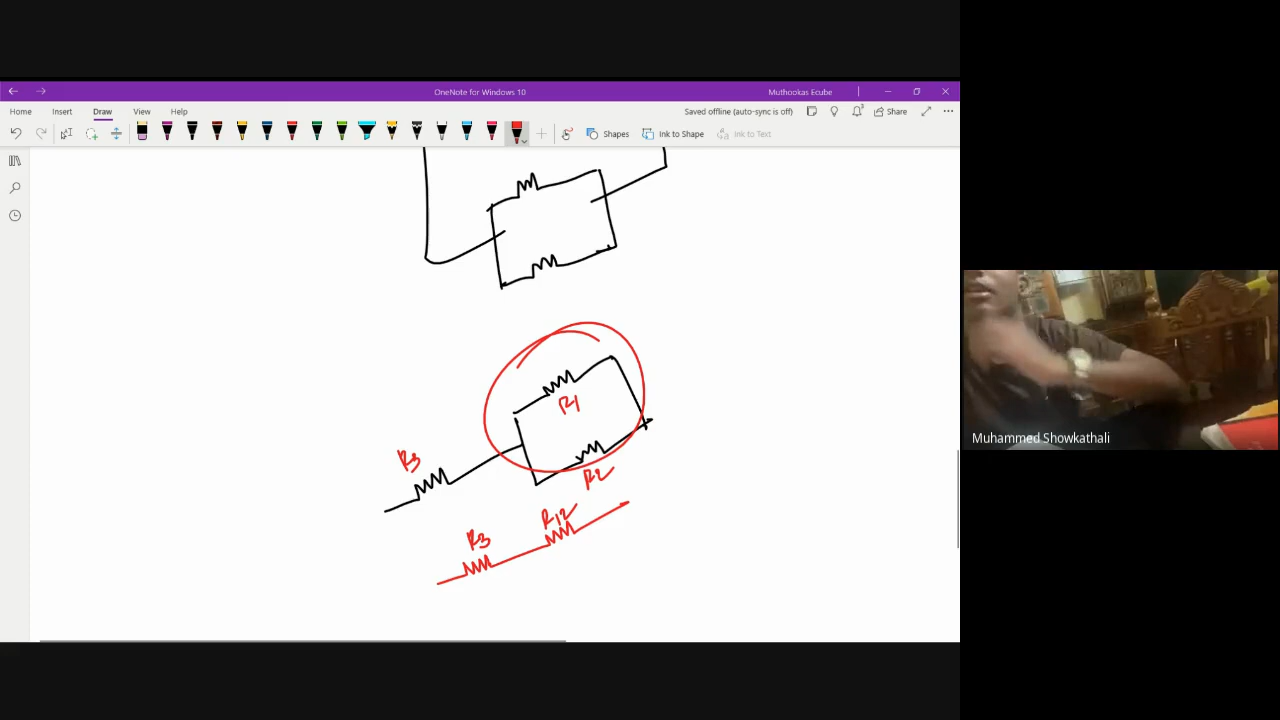 OneNote for Windows 10
Muthookas Ecube
Home Insert Draw View Help
Saved offline (auto-sync is off)
3
Share
Shapes
Ink to Shape
Ink to Text
R1
R3
R2
R12
R3
Muhammed Showkathali